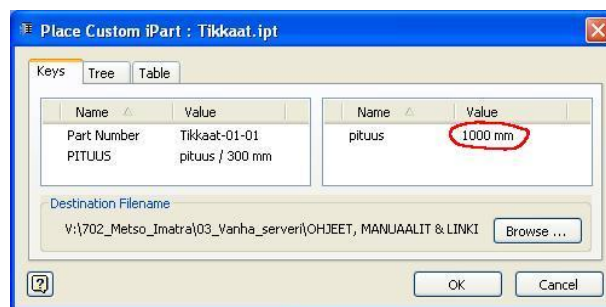 Place Custom iPart : Tikkaat.ipt
Keys Tree Table
Name Value
Part Number Tikkaat-01-01
PITUUS pituus / 300 mm
Name Value
pituus 1000 mm
Destination Filename
V:\702_Metso_Imatra\03_Vanha_serveri\OHJEET, MANUAALIT & LINKI
Browse ...
?
OK Cancel